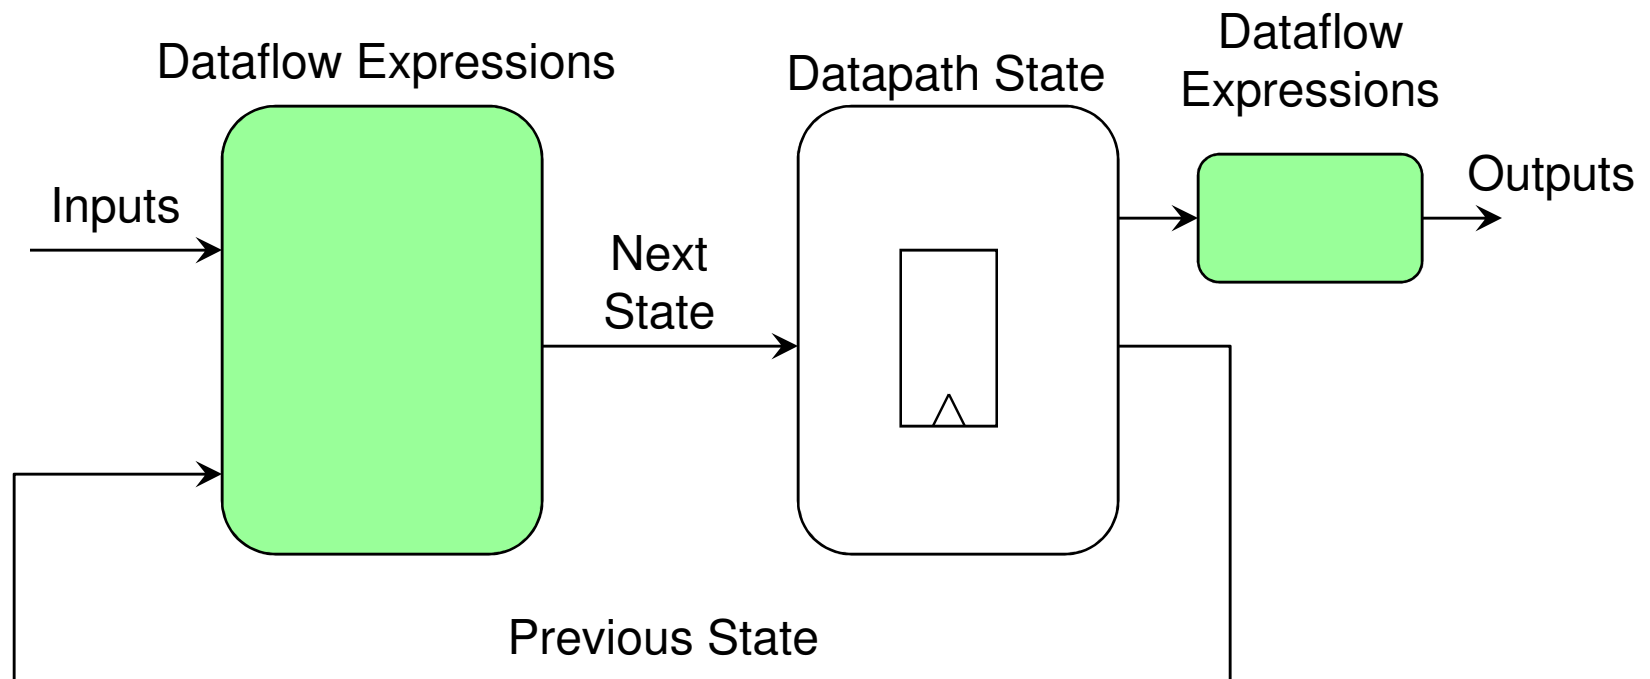 Dataflow Expressions
Datapath State
Dataflow
Expressions
Inputs
Outputs
Next
State
Previous State